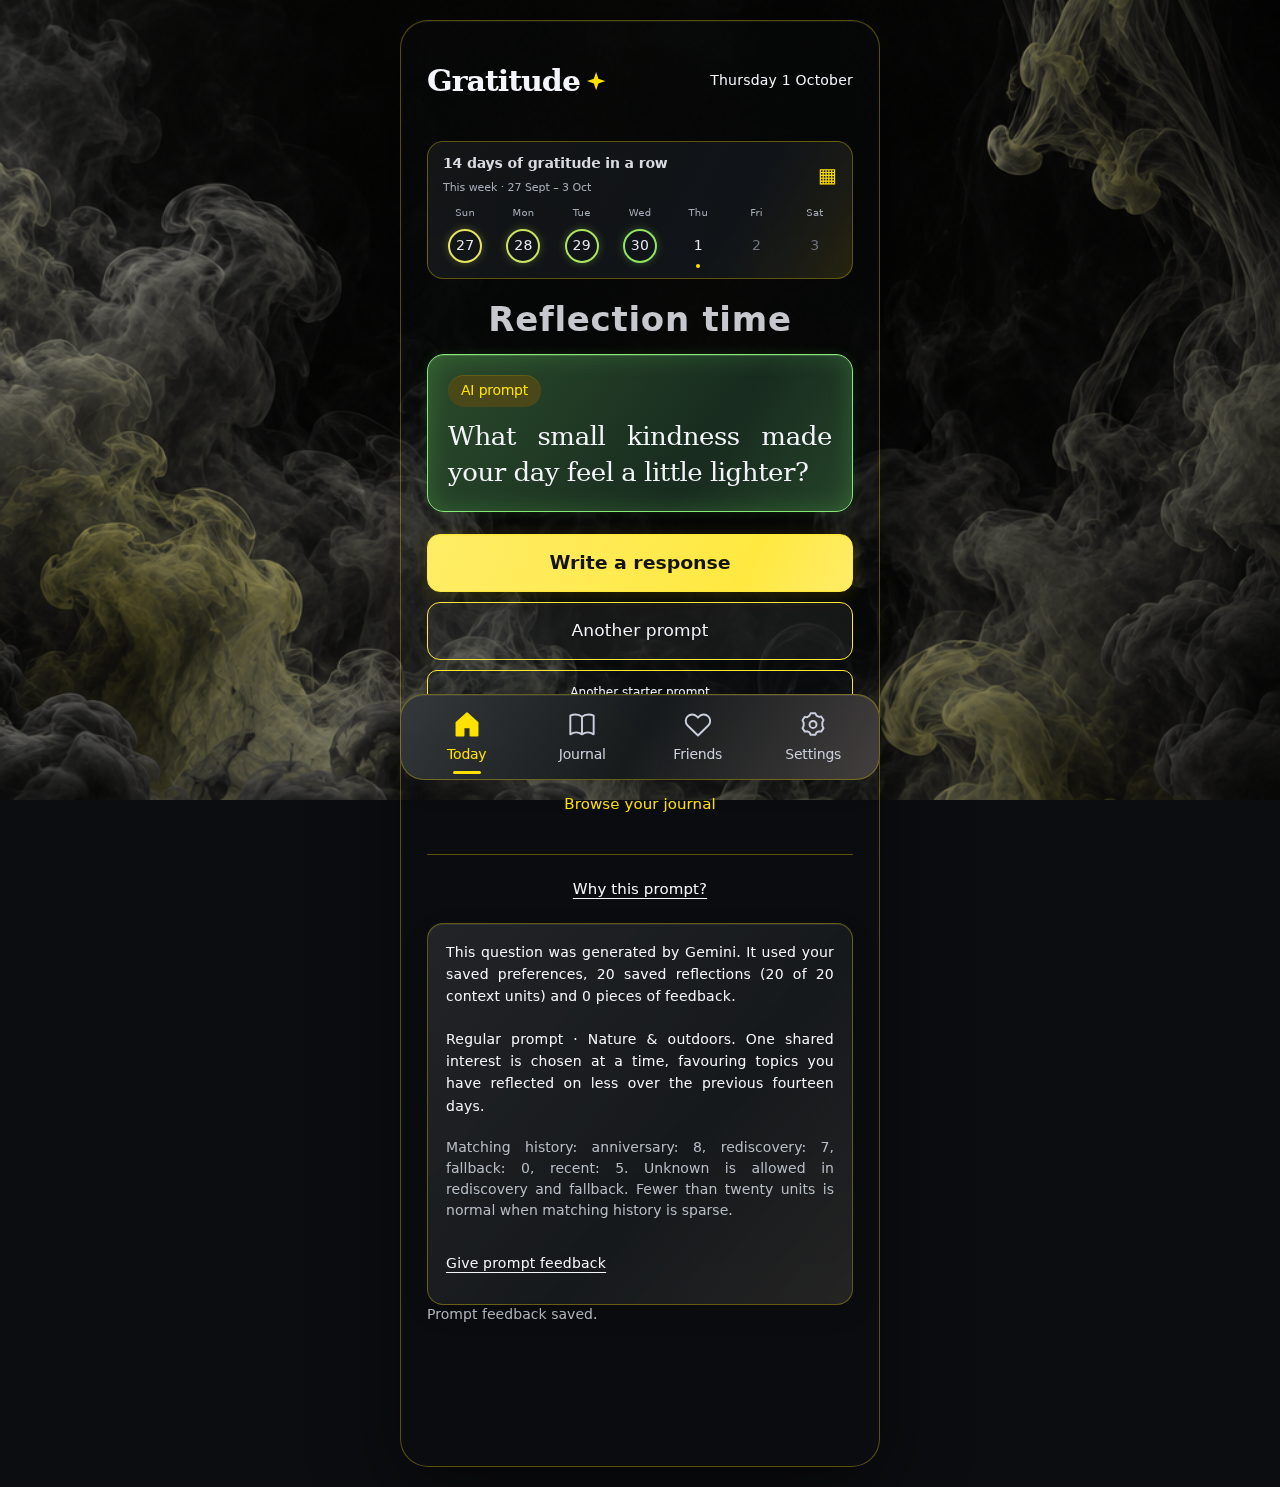 Gratitude
Thursday 1 October
14 days of gratitude in a row
This week · 27 Sept – 3 Oct
Sun Mon Tue Wed Thu Fri Sat
27 28 29 30 1 2 3
Reflection time
AI prompt
What small kindness made
your day feel a little lighter?
Write a response
Another prompt
Another starter prompt
Today Journal Friends Settings
Browse your journal
Why this prompt?
This question was generated by Gemini. It used your
saved preferences, 20 saved reflections (20 of 20
context units) and 0 pieces of feedback.
Regular prompt · Nature & outdoors. One shared
interest is chosen at a time, favouring topics you
have reflected on less over the previous fourteen
days.
Matching history: anniversary: 8, rediscovery: 7,
fallback: 0, recent: 5. Unknown is allowed in
rediscovery and fallback. Fewer than twenty units is
normal when matching history is sparse.
Give prompt feedback
Prompt feedback saved.